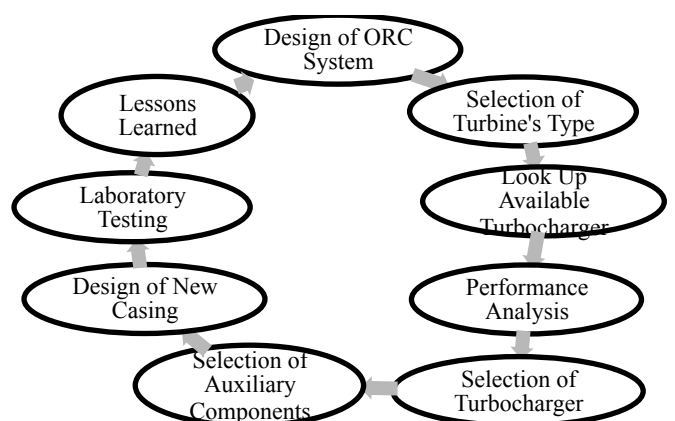 Design of ORC
System
Selection of
Turbine's Type
Look Up
Available
Turbocharger
Performance
Analysis
Selection of
Turbocharger
Selection of
Auxiliary
Components
Design of New
Casing
Laboratory
Testing
Lessons
Learned